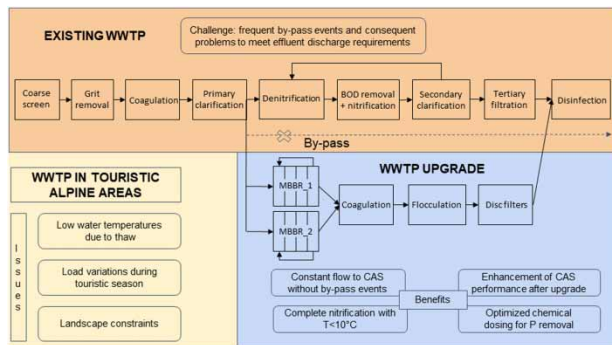 EXISTING WWTP
Challenge: frequent by-pass events and consequent
problems to meet effluent discharge requirements
Coarse
screen
Grit
removal
Coagulation
Primary
clarification
Denitrification
BOD removal
+ nitrification
Secondary
clarification
Tertiary
filtration
Disinfection
By-pass
WWTP IN TOURISTIC
ALPINE AREAS
Issues
Low water temperatures
due to thaw
Load variations during
touristic season
Landscape constraints
WWTP UPGRADE
MBBR_1
MBBR_2
Coagulation
Flocculation
Disc filters
Constant flow to CAS
without by-pass events
Enhancement of CAS
performance after upgrade
Benefits
Complete nitrification with
T<10°C
Optimized chemical
dosing for P removal